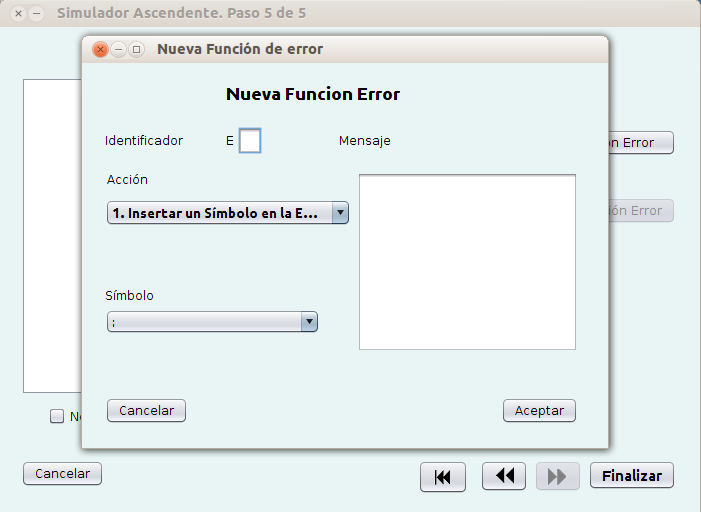 Simulador Ascendente. Paso 5 de 5
Nueva Función de error
Nueva Funcion Error
Identificador E Mensaje
Error
Acción
1. Insertar un Símbolo en la E...
Error
Símbolo
;
Cancelar Aceptar
Cancelar Finalizar